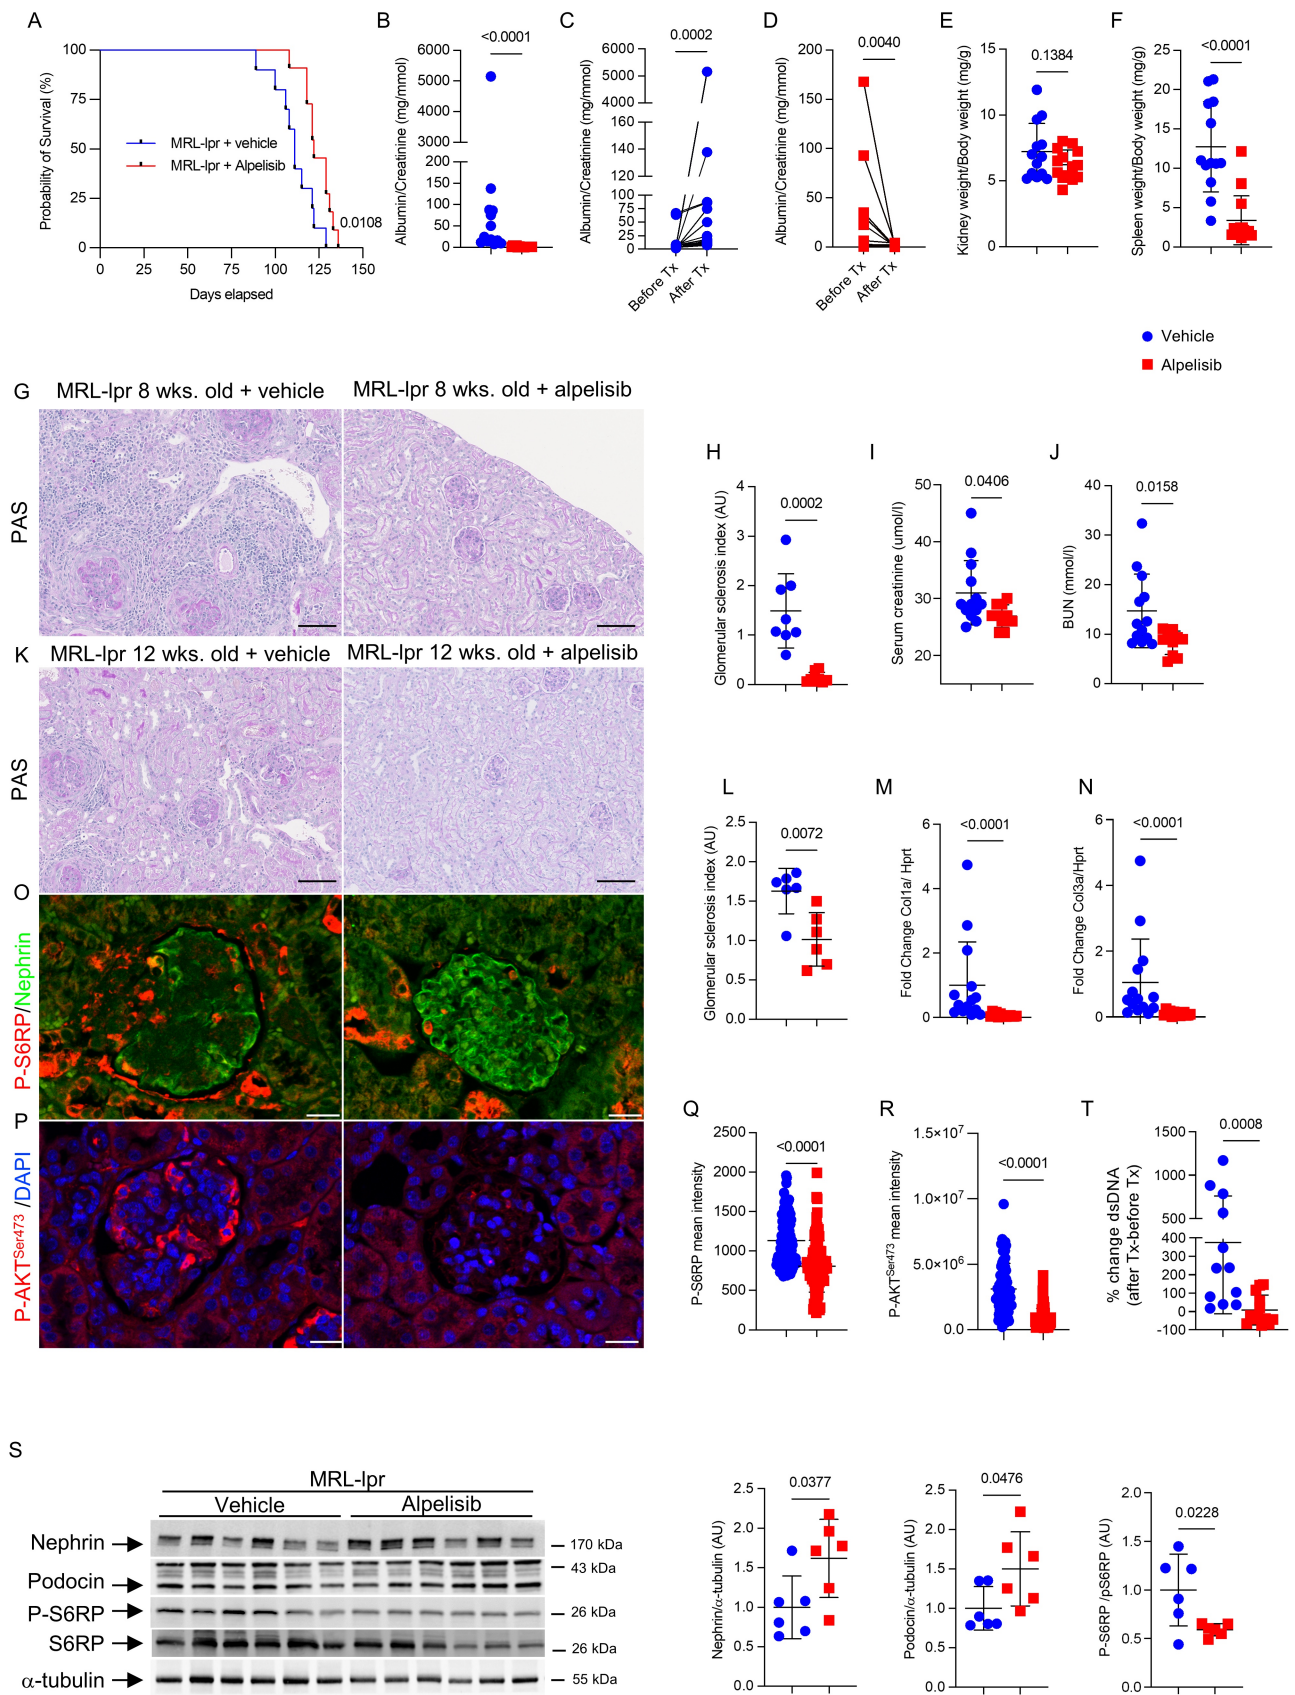 A
B
C
D
E
F
Probability of Survival (%)
100
75
50
25
0
MRL-lpr + vehicle
MRL-lpr + Alpelisib
0.0108
0
25
50
75
100
125
150
Days elapsed
Albumin/Creatinine (mg/mmol)
<0.0001
6000
5000
4000
3000
200
150
100
50
0
Albumin/Creatinine (mg/mmol)
0.0002
6000
5000
4000
160
140
120
100
75
50
25
0
Before Tx
After Tx
Albumin/Creatinine (mg/mmol)
0.0040
200
150
100
50
0
Before Tx
After Tx
Kidney weight/Body weight (mg/g)
0.1384
15
10
5
0
Spleen weight/Body weight (mg/g)
<0.0001
25
20
15
10
5
0
Vehicle
Alpelisib
G
MRL-lpr 8 wks. old + vehicle
MRL-lpr 8 wks. old + alpelisib
PAS
H
I
J
Glomerular sclerosis index (AU)
0.0002
4
3
2
1
0
Serum creatinine (umol/l)
0.0406
50
40
30
20
BUN (mmol/l)
0.0158
40
30
20
10
0
K
MRL-lpr 12 wks. old + vehicle
MRL-lpr 12 wks. old + alpelisib
PAS
L
M
N
Glomerular sclerosis index (AU)
0.0072
2.5
2.0
1.5
1.0
0.5
0.0
Fold Change Col1a/ Hprt
<0.0001
6
4
2
0
Fold Change Col3a/Hprt
<0.0001
6
4
2
0
O
P-S6RP/Nephrin
P
P-AKTSer473 /DAPI
Q
R
T
P-S6RP mean intensity
<0.0001
2500
2000
1500
1000
500
0
P-AKTSer473 mean intensity
<0.0001
1.5×10⁷
1.0×10⁷
5.0×10⁶
0.0
% change dsDNA
(after Tx-before Tx)
0.0008
1500
1000
500
400
300
200
100
0
-100
S
MRL-lpr
Vehicle
Alpelisib
Nephrin
170 kDa
43 kDa
Podocin
P-S6RP
26 kDa
S6RP
26 kDa
α-tubulin
55 kDa
Nephrin/α-tubulin (AU)
0.0377
2.5
2.0
1.5
1.0
0.5
0.0
Podocin/α-tubulin (AU)
0.0476
2.5
2.0
1.5
1.0
0.5
0.0
P-S6RP /pS6RP (AU)
0.0228
2.0
1.5
1.0
0.5
0.0